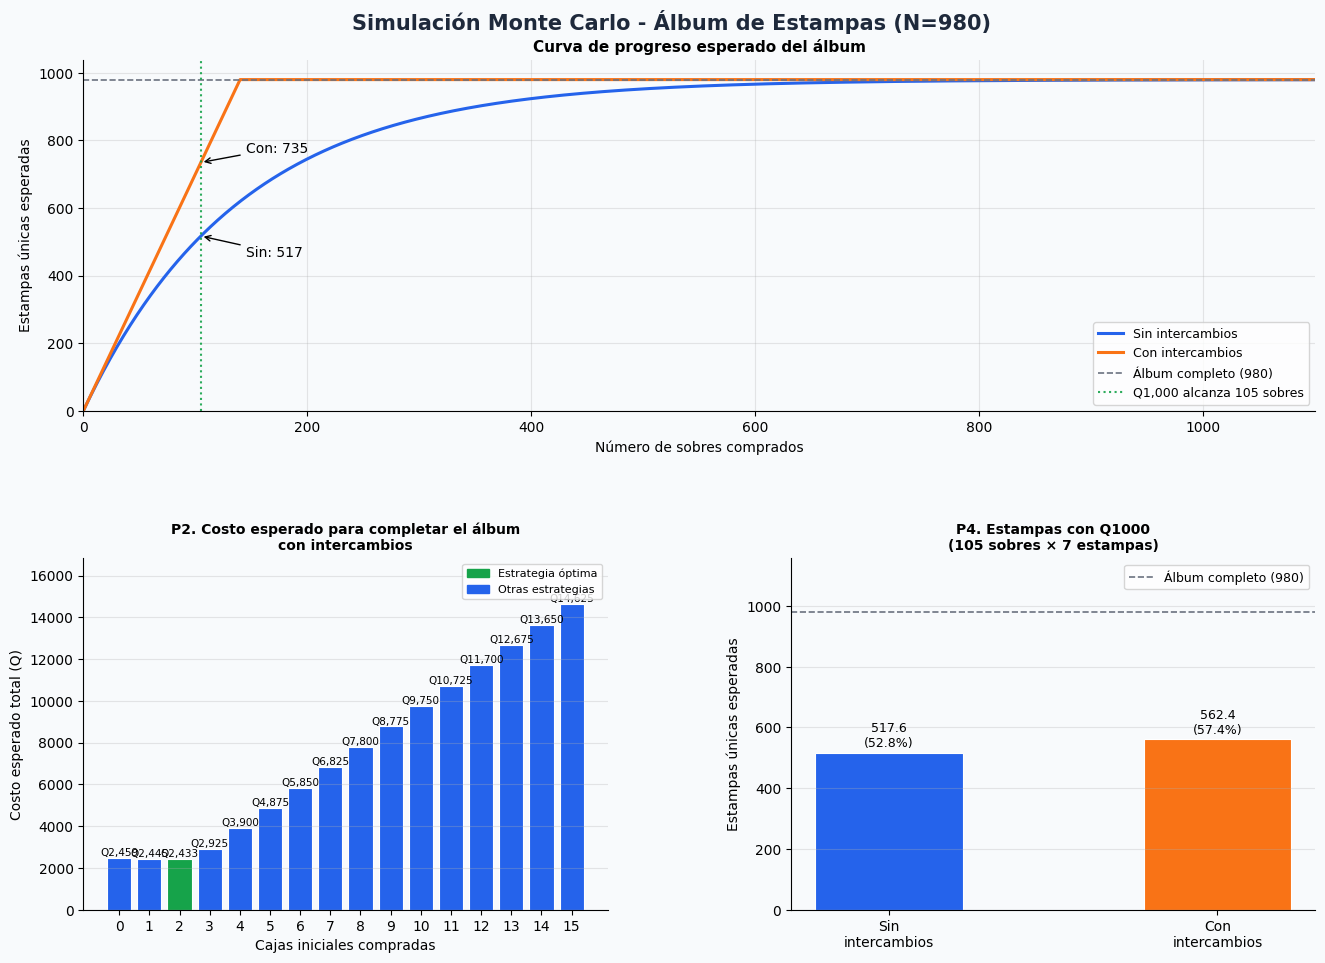 Simulación Monte Carlo - Álbum de Estampas (N=980)
Curva de progreso esperado del álbum
Estampas únicas esperadas
1000
800
600
400
200
0
Con: 735
Sin: 517
Sin intercambios
Con intercambios
Álbum completo (980)
Q1,000 alcanza 105 sobres
0 200 400 600 800 1000
Número de sobres comprados
P2. Costo esperado para completar el álbum
con intercambios
Costo esperado total (Q)
16000
14000
12000
10000
8000
6000
4000
2000
0
Estrategia óptima
Otras estrategias
Q2,433
Q2,925
Q3,900
Q4,875
Q5,850
Q6,825
Q7,800
Q8,775
Q9,750
Q10,725
Q11,700
Q12,675
Q13,650
Q14,625
0 1 2 3 4 5 6 7 8 9 10 11 12 13 14 15
Cajas iniciales compradas
P4. Estampas con Q1000
(105 sobres × 7 estampas)
Estampas únicas esperadas
1000
800
600
400
200
0
Álbum completo (980)
517.6
(52.8%)
562.4
(57.4%)
Sin
intercambios
Con
intercambios